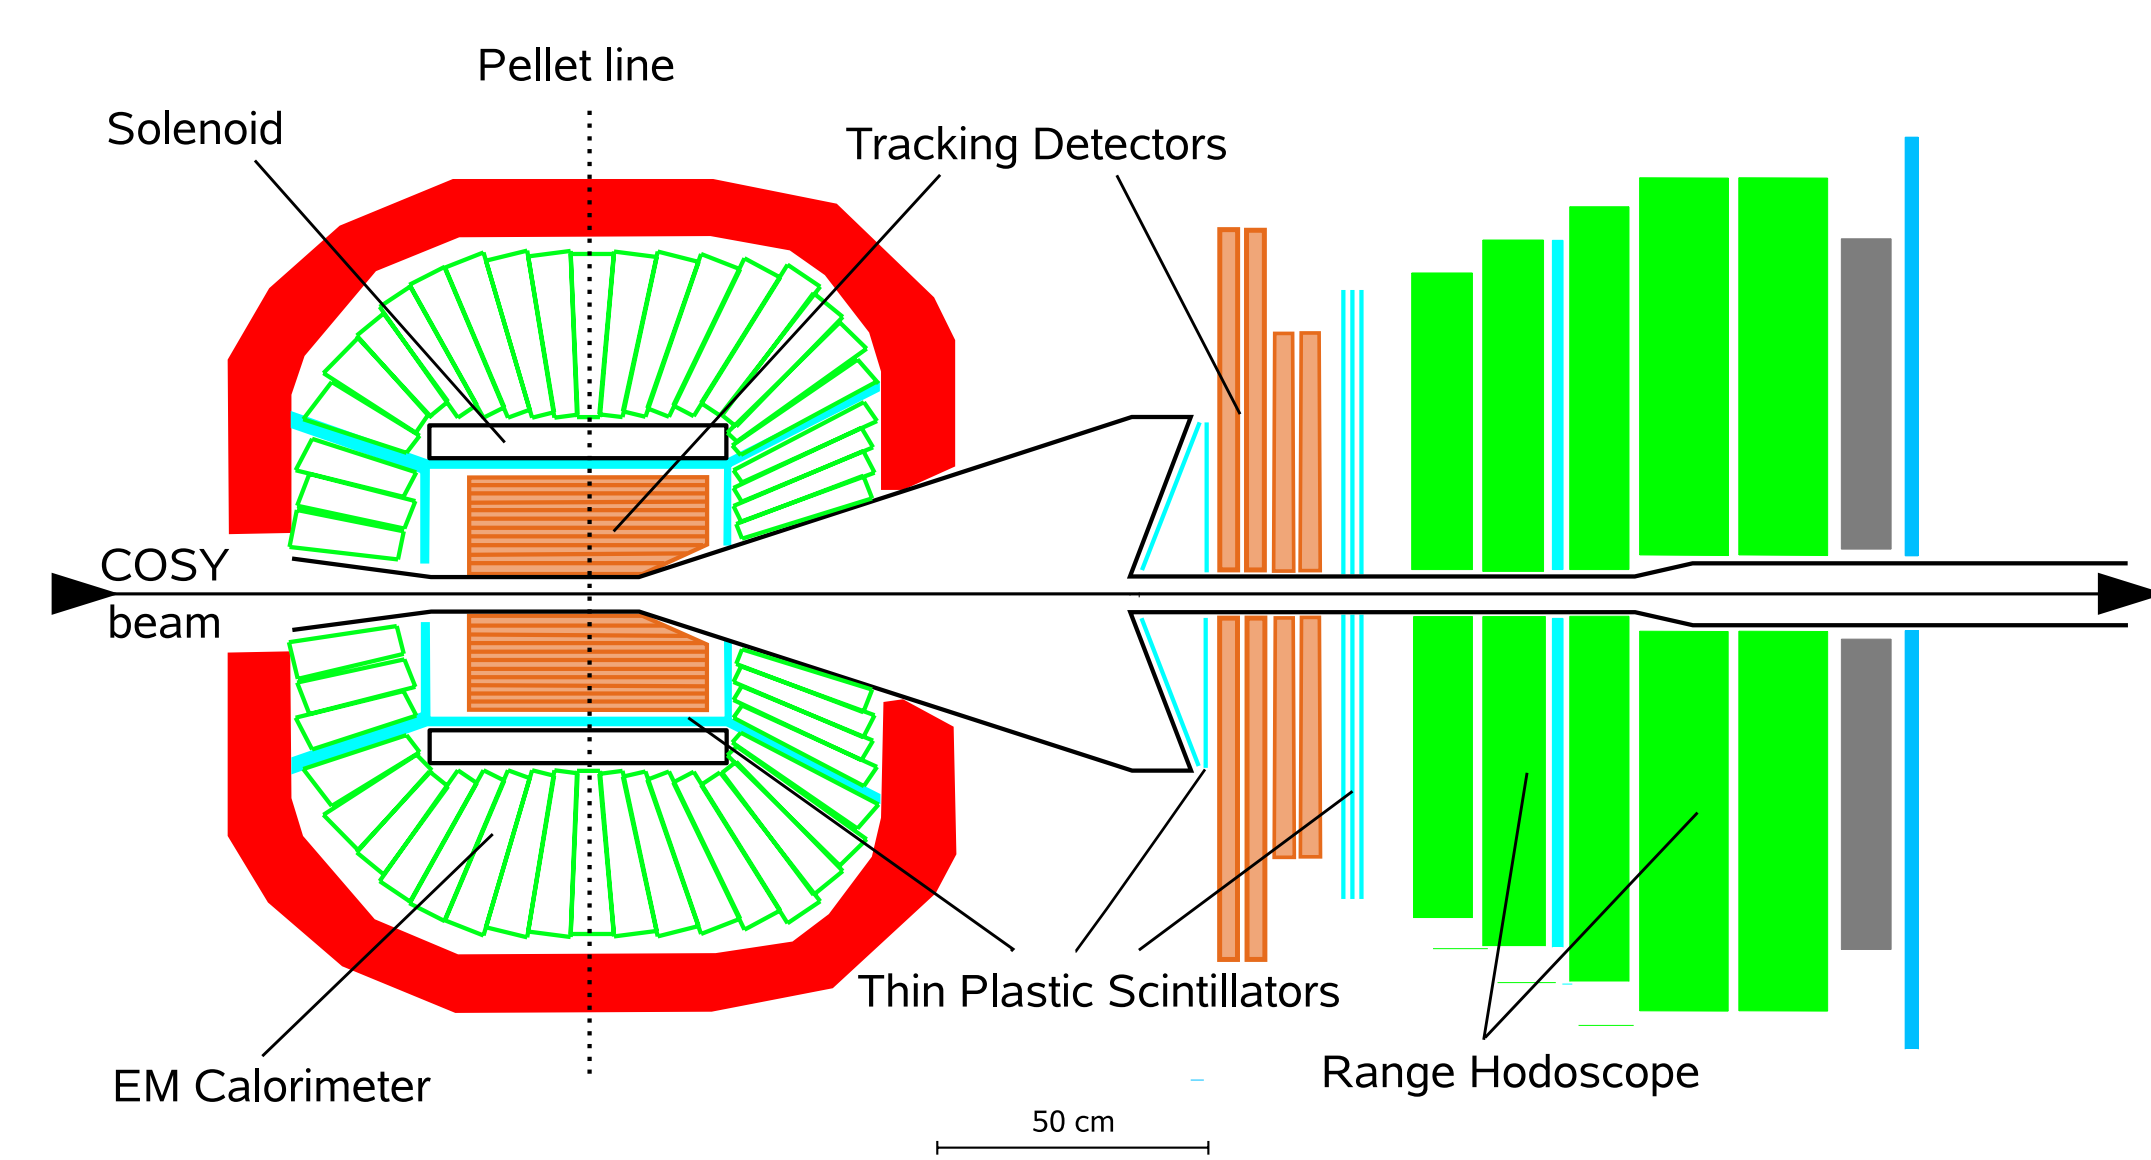 Pellet line
Solenoid
Tracking Detectors
COSY
beam
Thin Plastic Scintillators
Range Hodoscope
EM Calorimeter
50 cm